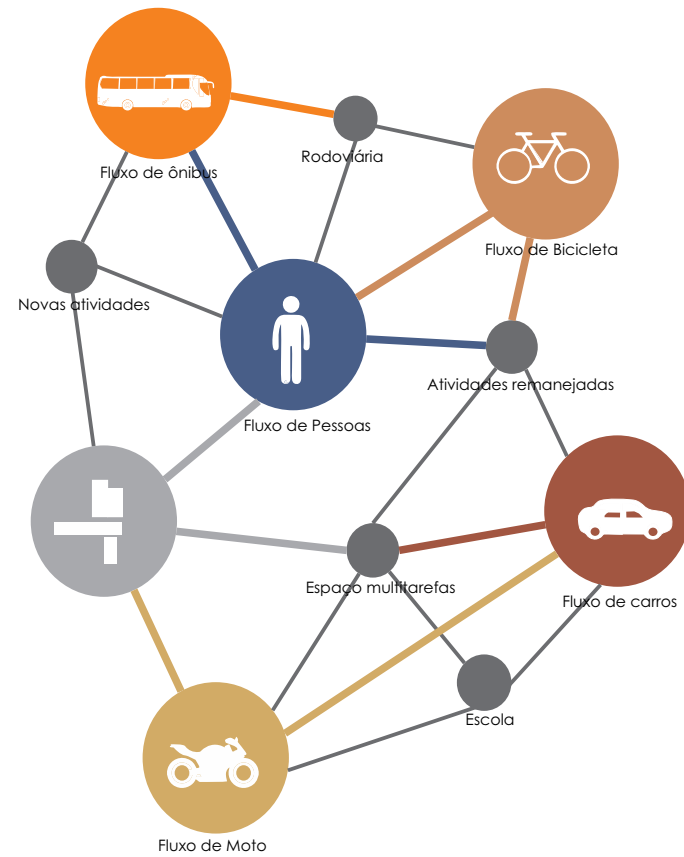 Rodoviária
Fluxo de ônibus
Fluxo de Bicicleta
Novas atividades
Atividades remanejadas
Fluxo de Pessoas
Espaço multitarefas
Fluxo de carros
Escola
Fluxo de Moto